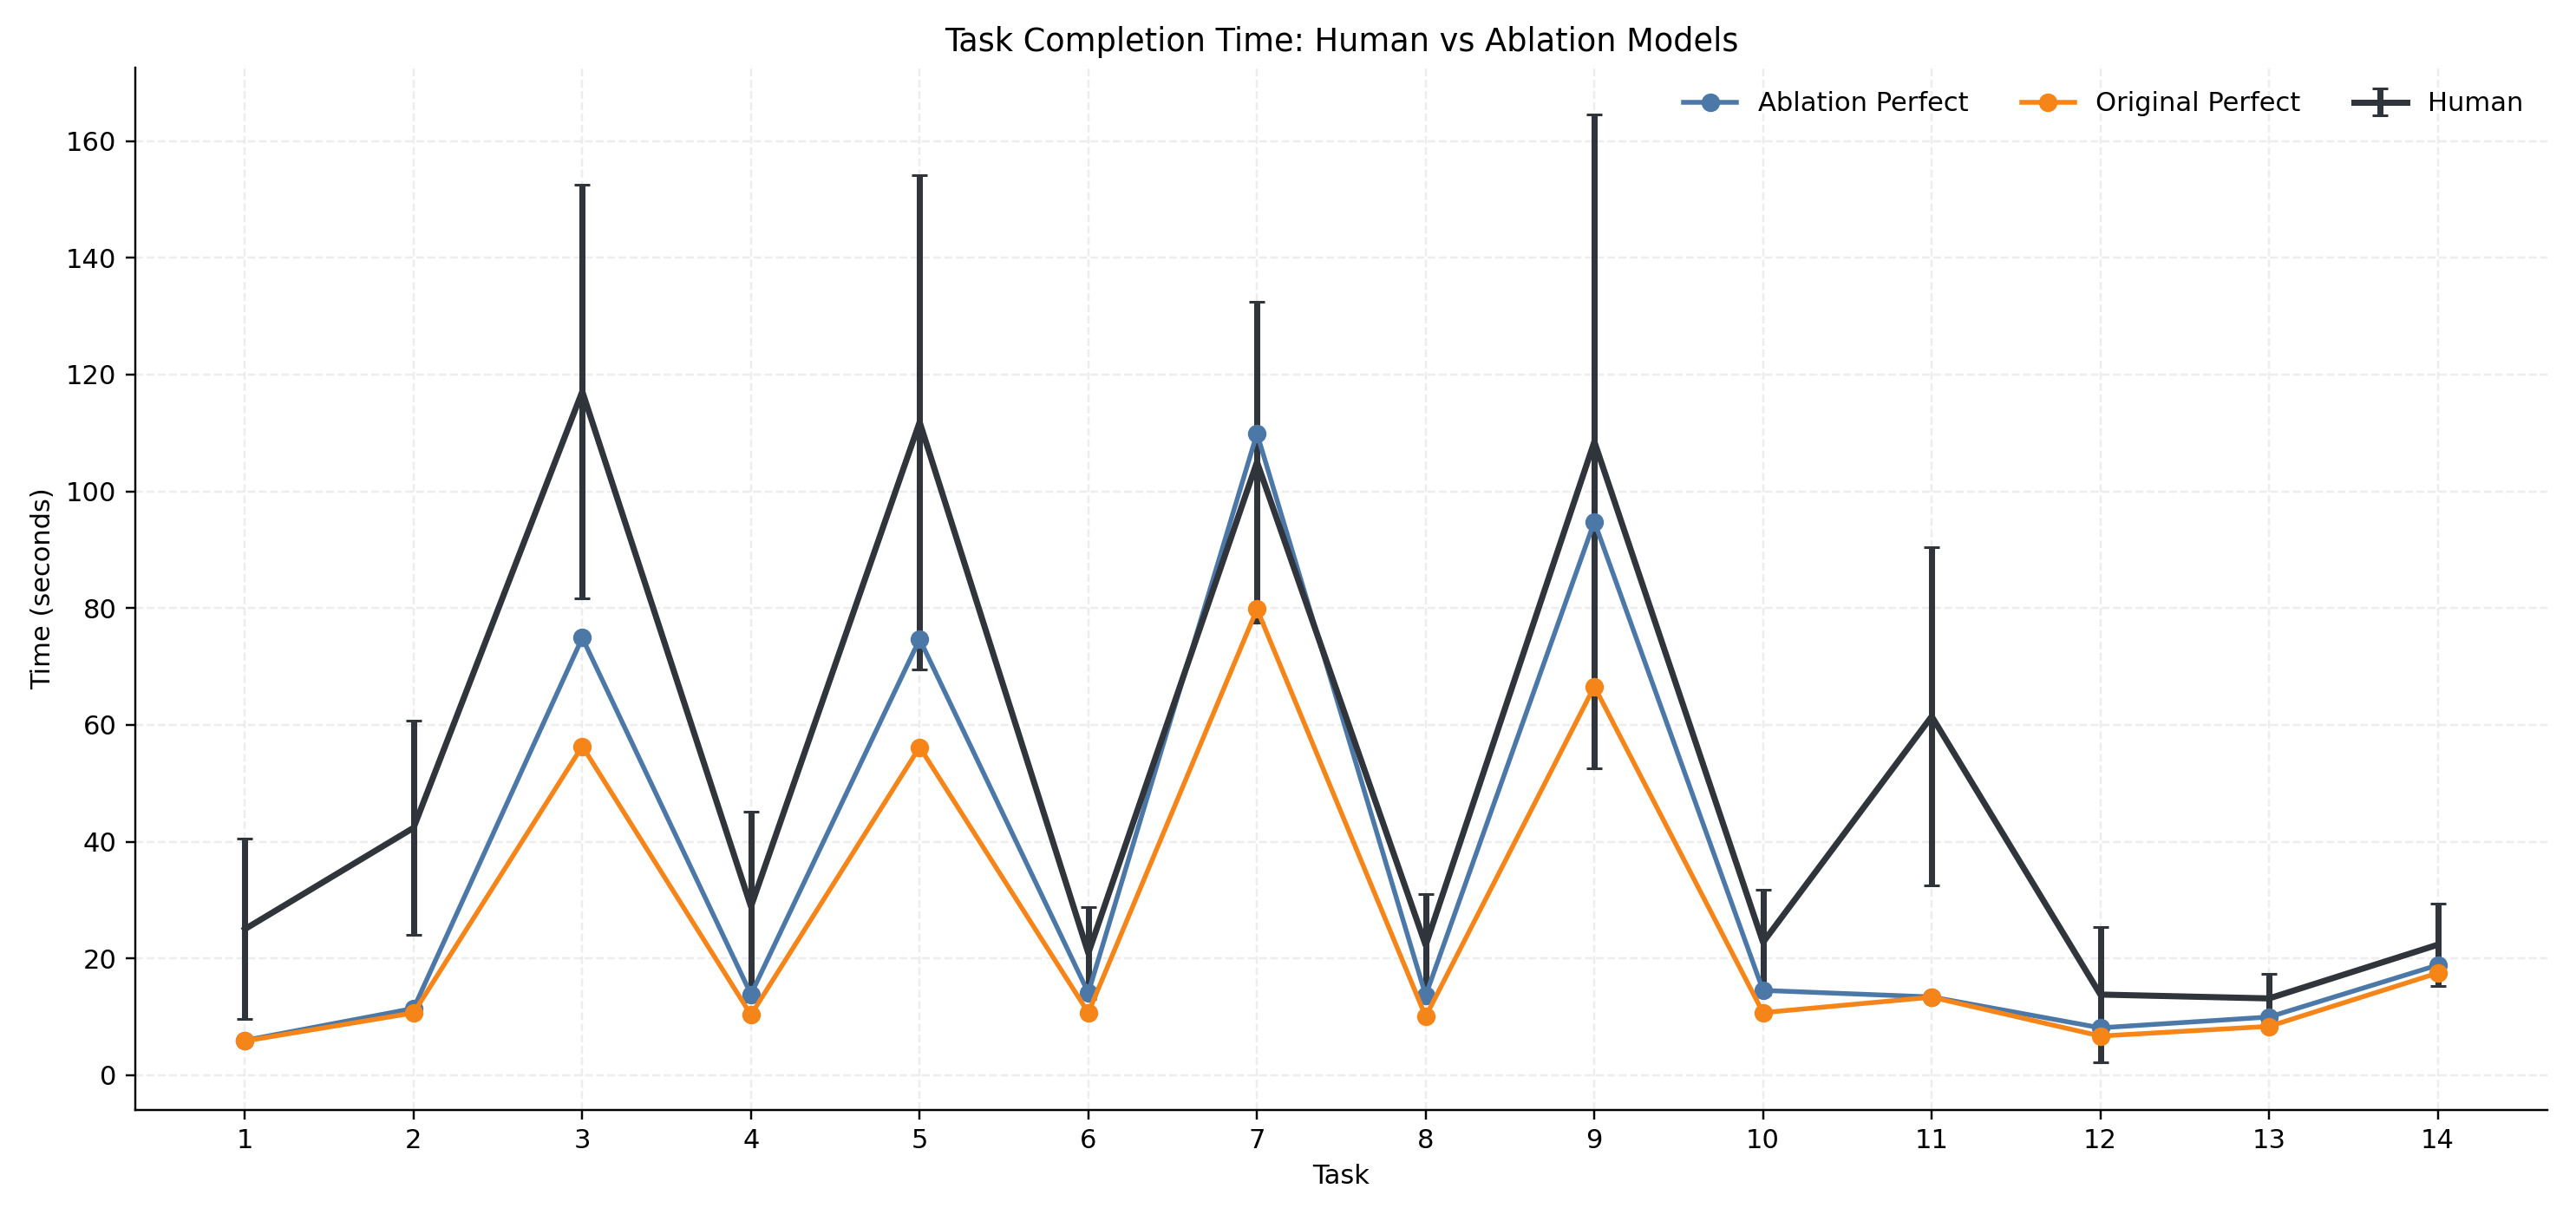 Task Completion Time: Human vs Ablation Models
Ablation Perfect
Original Perfect
Human
Time (seconds)
160
140
120
100
80
60
40
20
0
1 2 3 4 5 6 7 8 9 10 11 12 13 14
Task